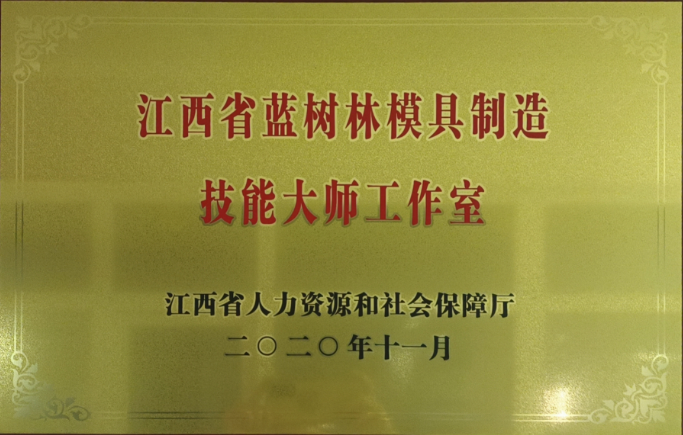 江西省蓝树林模具制造
技能大师工作室
江西省人力资源和社会保障厅
二〇二〇年十一月